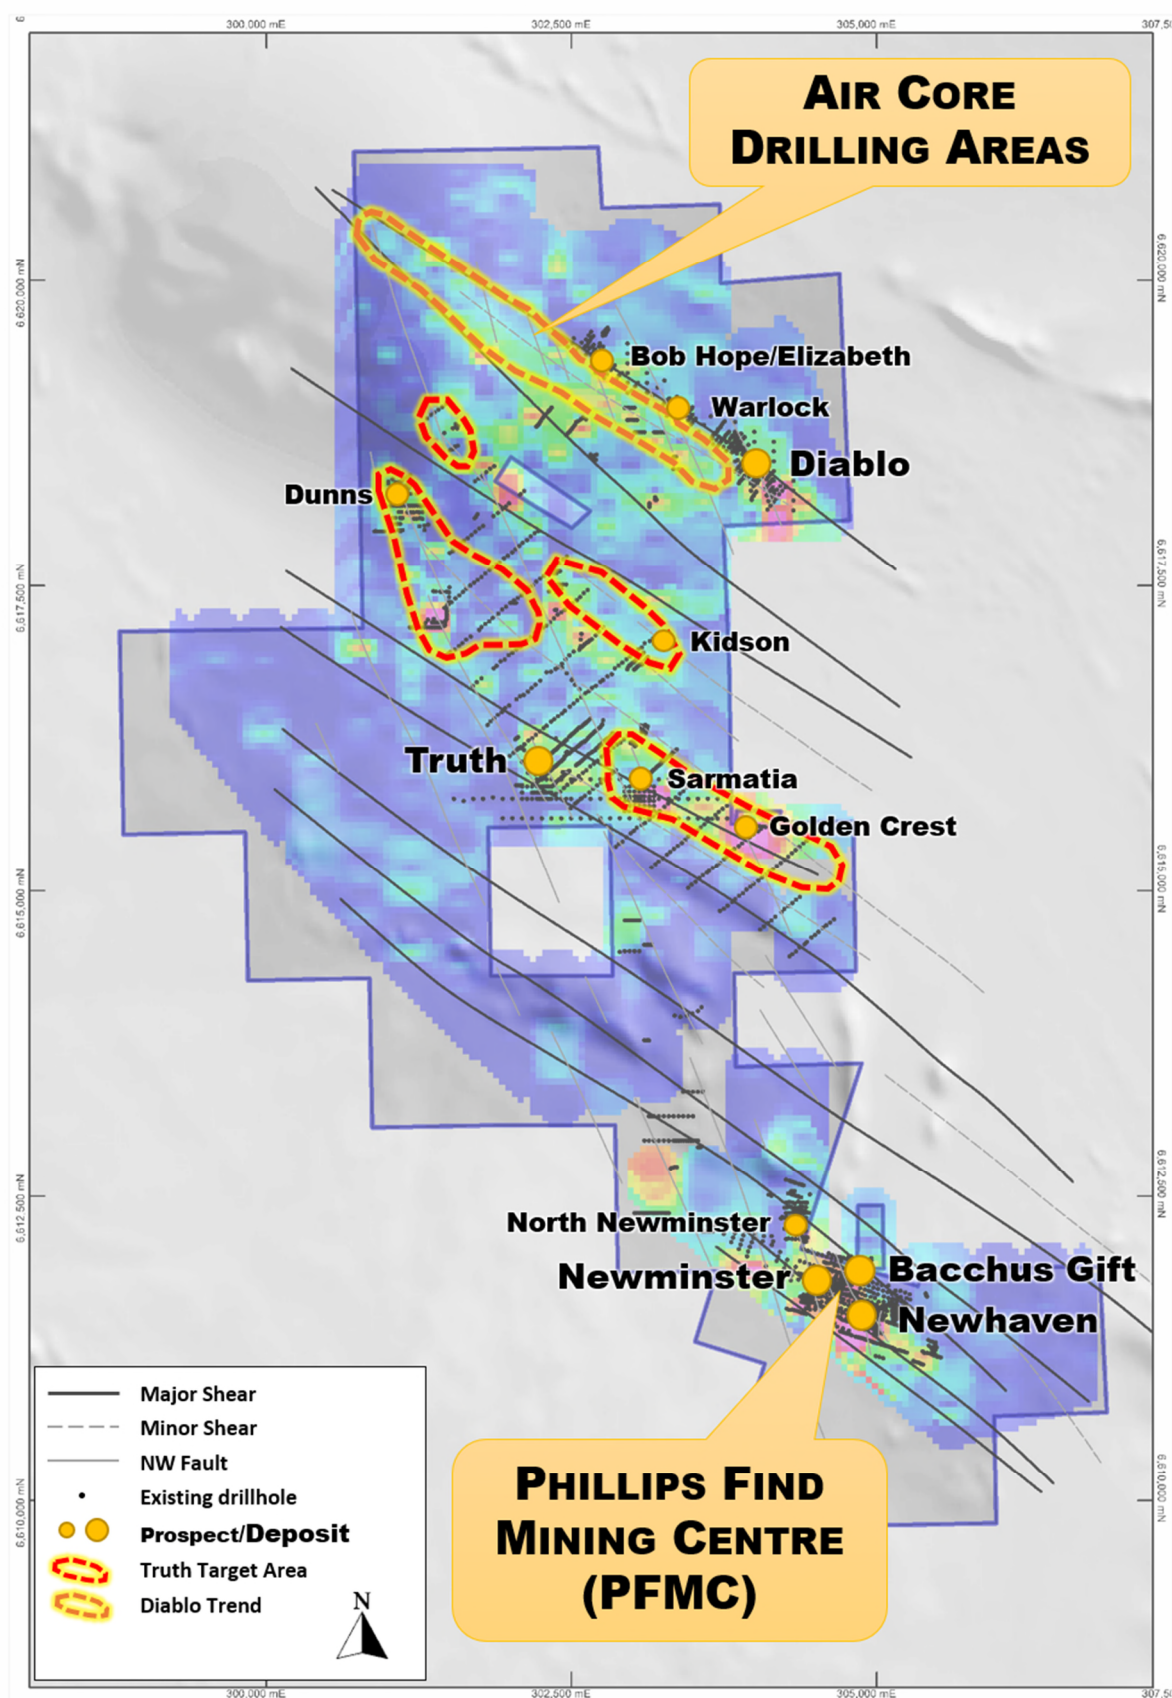 6
300,000 mE
302,500 mE
305,000 mE
307,5
AIR CORE
DRILLING AREAS
6,620,000 mN
6,620,000 mN
Bob Hope/Elizabeth
Warlock
Diablo
Dunns
6,617,500 mN
6,617,500 mN
Kidson
Truth
Sarmatia
Golden Crest
6,615,000 mN
6,615,000 mN
6,612,500 mN
6,612,500 mN
North Newminster
Newminster
Bacchus Gift
Newhaven
Major Shear
Minor Shear
NW Fault
Existing drillhole
Prospect/Deposit
Truth Target Area
Diablo Trend
N
PHILLIPS FIND
MINING CENTRE
(PFMC)
6,610,000 mN
6,610,000 mN
300,000 mE
302,500 mE
305,000 mE
307,5